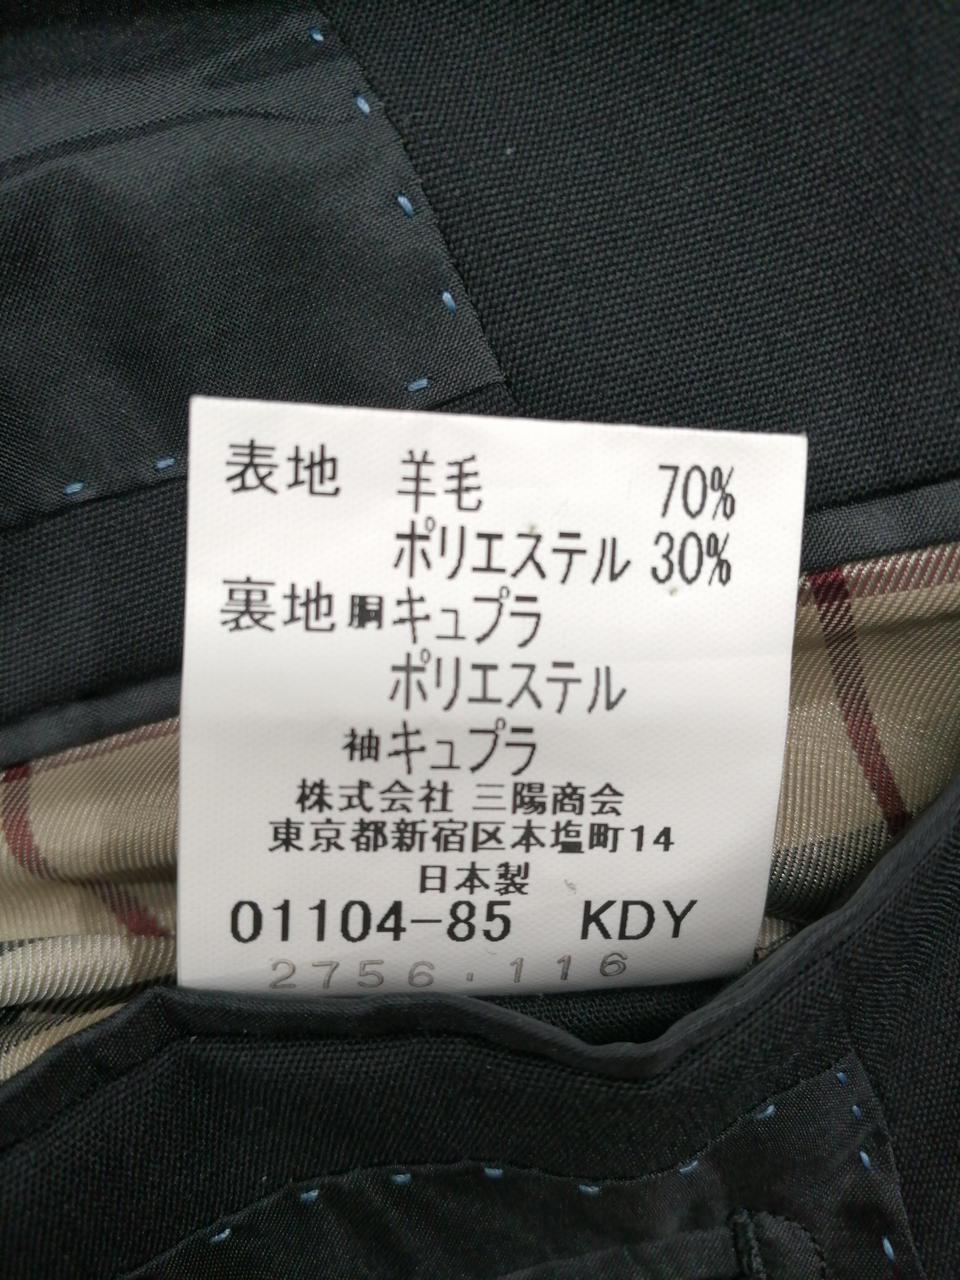 表地 羊毛 70%
ポリエステル 30%
裏地 胴 キュプラ
ポリエステル
袖 キュプラ
株式会社 三陽商会
東京都新宿区本塩町14
日本製
01104-85 KDY
2756.116